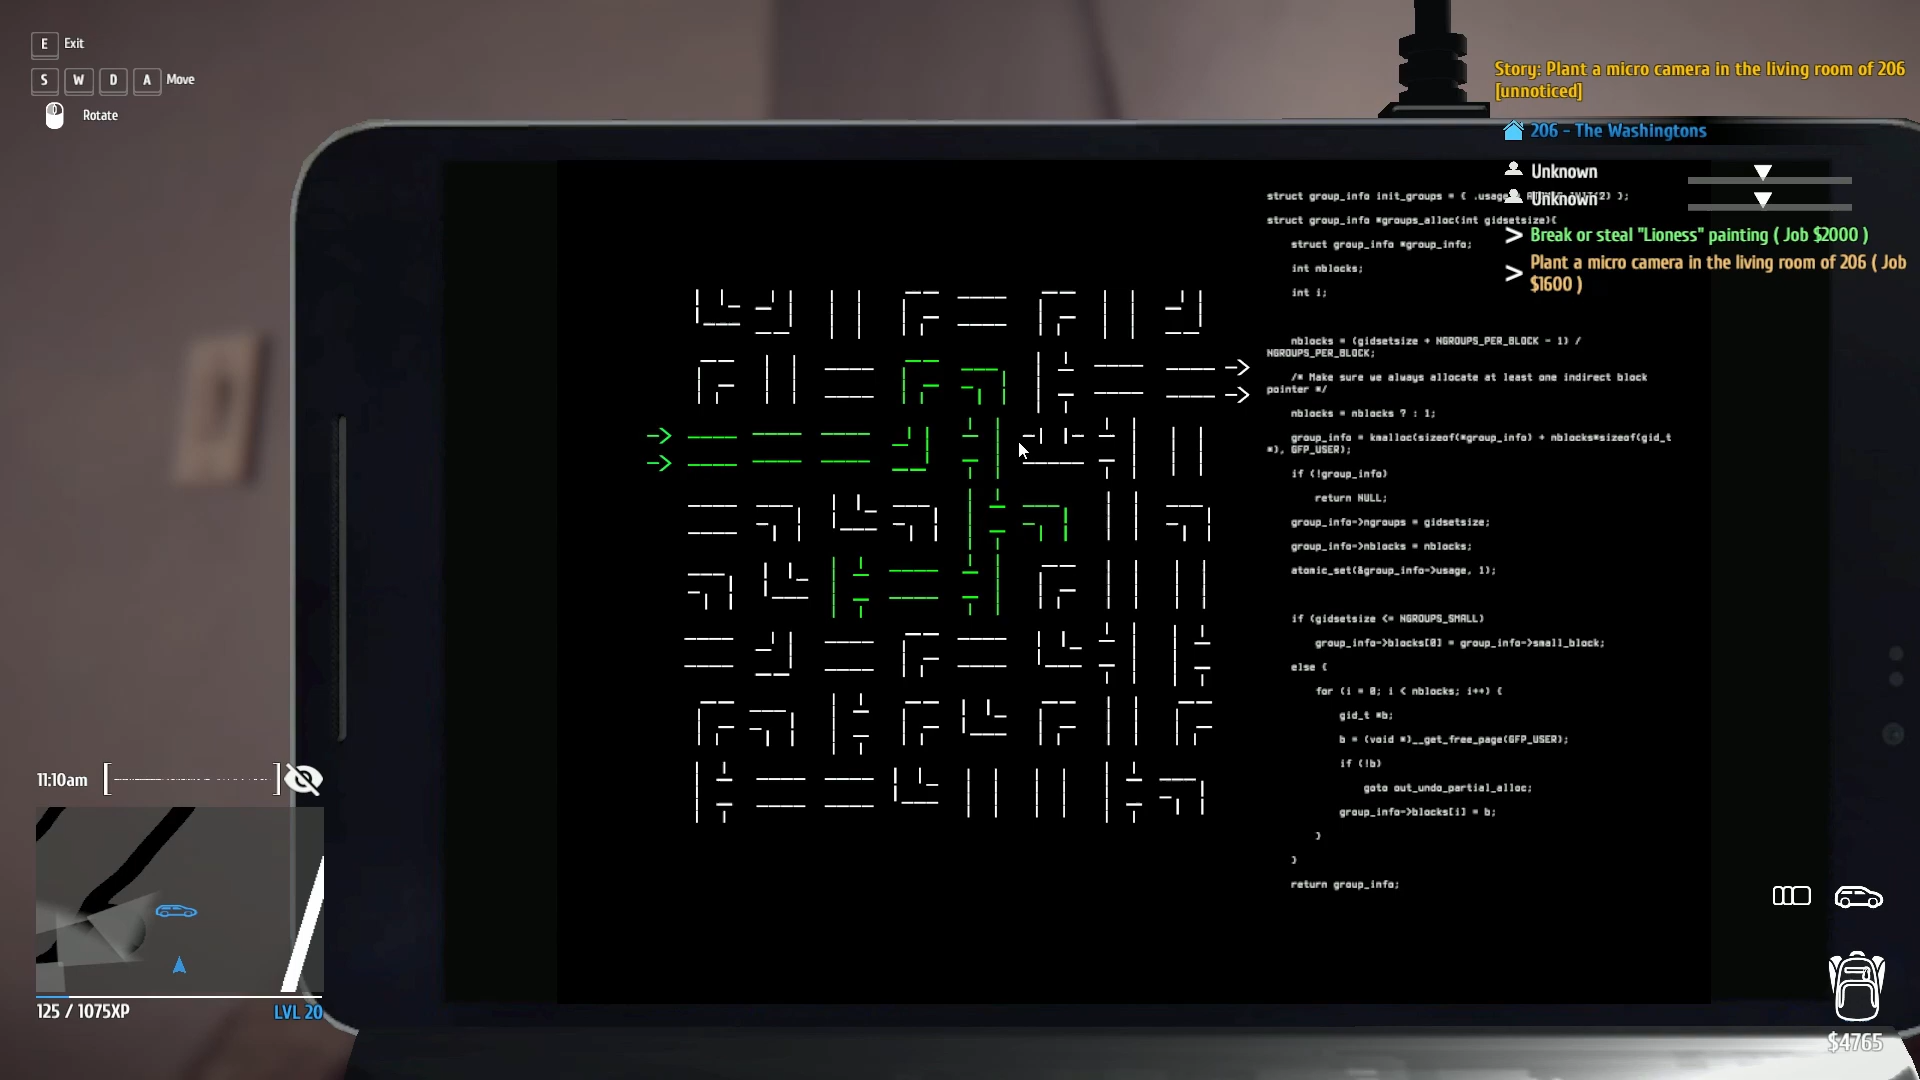 E Exit
S W D A Move
Rotate
Story: Plant a micro camera in the living room of 206
[unnoticed]
206 - The Washingtons
Unknown
Unknown
> Break or steal "Lioness" painting ( Job $2000 )
> Plant a micro camera in the living room of 206 ( Job
$1600 )
struct group_info init_groups = { .usage
struct group_info *groups_alloc(int gidsetsize){
struct group_info *group_info;
int nblocks;
int i;
nblocks = (gidsetsize + NGROUPS_PER_BLOCK - 1) /
NGROUPS_PER_BLOCK;
/* Make sure we always allocate at least one indirect block
pointer */
nblocks = nblocks ? : 1;
group_info = kmalloc(sizeof(*group_info) + nblocks*sizeof(gid_t
*), GFP_USER);
if (!group_info)
return NULL;
group_info->ngroups = gidsetsize;
group_info->nblocks = nblocks;
atomic_set(&group_info->usage, 1);
if (gidsetsize <= NGROUPS_SMALL)
group_info->blocks[0] = group_info->small_block;
else {
for (i = 0; i < nblocks; i++) {
gid_t *b;
b = (void *)__get_free_page(GFP_USER);
if (!b)
goto out_undo_partial_alloc;
group_info->blocks[i] = b;
}
}
return group_info;
11:10am
125 / 1075XP
LVL 20
$4765